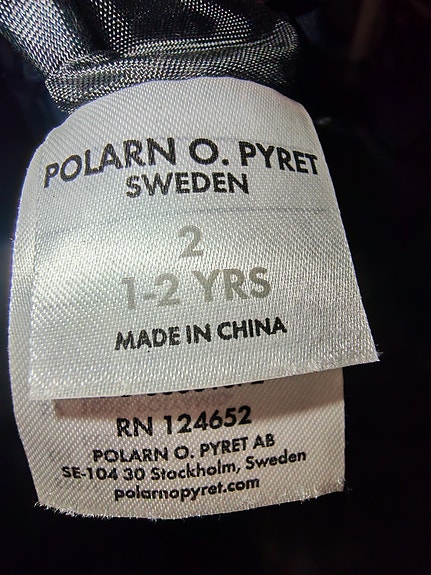 POLARN O. PYRET
SWEDEN
2
1-2 YRS
MADE IN CHINA
RN 124652
POLARN O. PYRET AB
SE-104 30 Stockholm, Sweden
polarnopyret.com